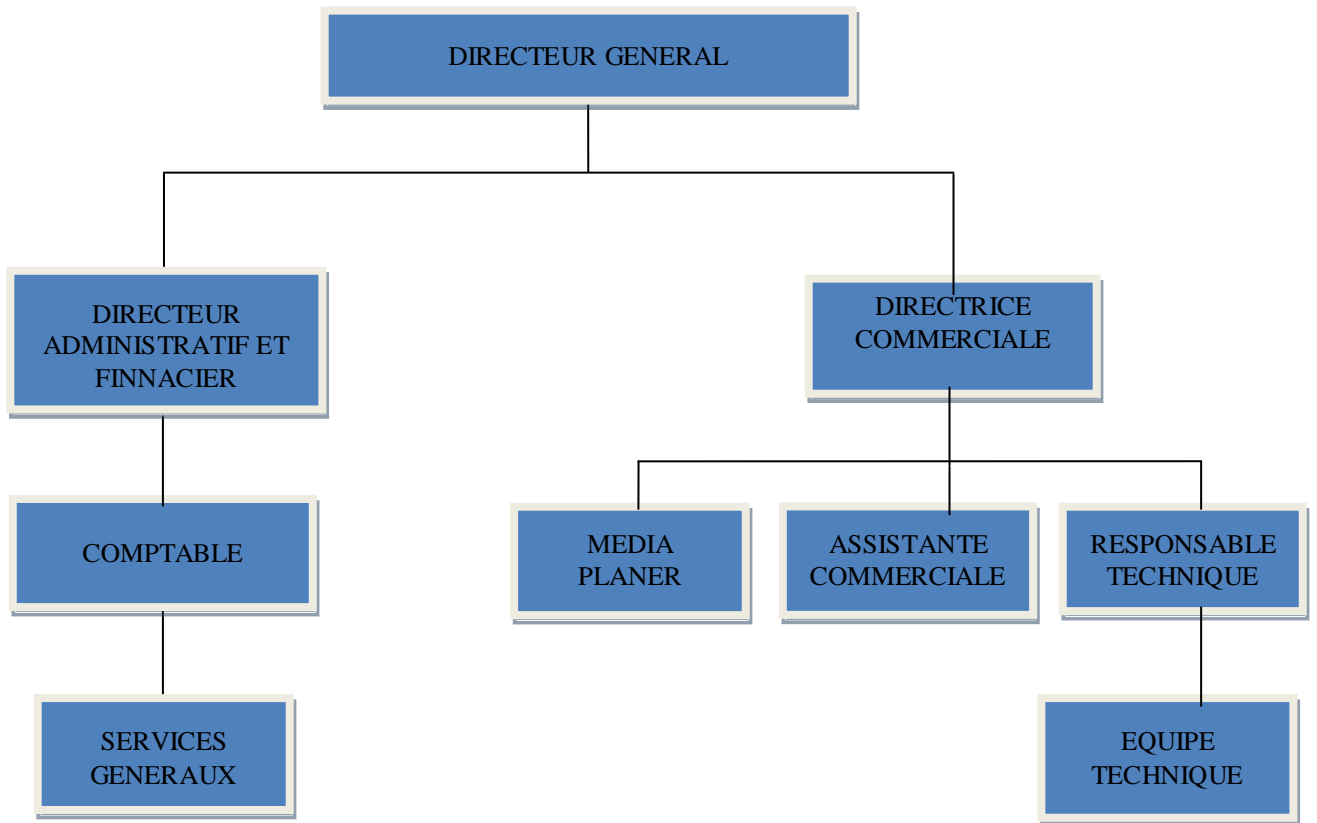 DIRECTEUR GENERAL
DIRECTEUR
ADMINISTRATIF ET
FINNACIER
DIRECTRICE
COMMERCIALE
COMPTABLE
MEDIA
PLANER
ASSISTANTE
COMMERCIALE
RESPONSABLE
TECHNIQUE
SERVICES
GENERAUX
EQUIPE
TECHNIQUE